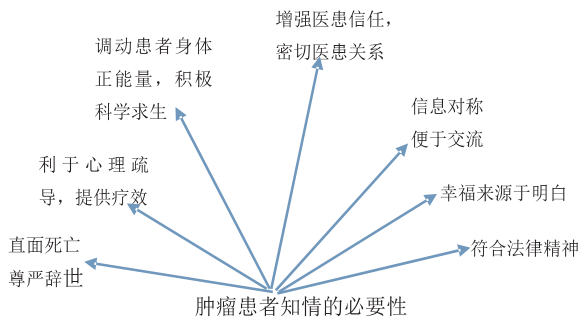 增强医患信任，
密切医患关系
调动患者身体
正能量，积极
科学求生
信息对称
便于交流
利于心理疏
导，提供疗效
幸福来源于明白
直面死亡
尊严辞世
符合法律精神
肿瘤患者知情的必要性